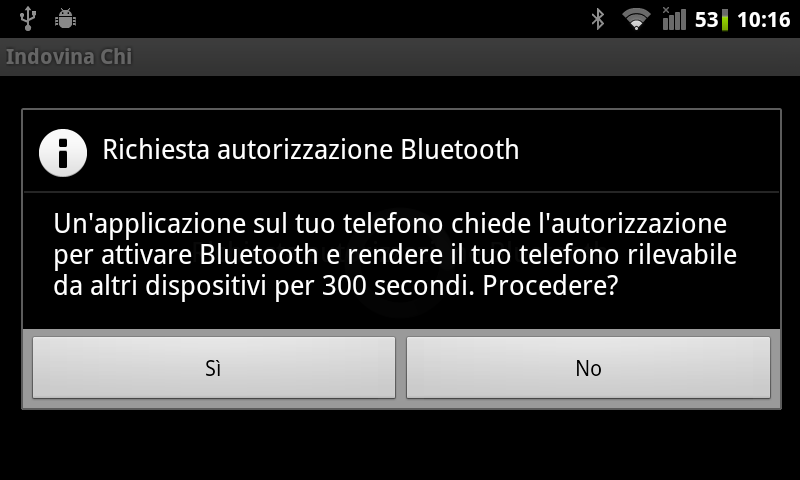 53 10:16
Indovina Chi
Richiesta autorizzazione Bluetooth
Un'applicazione sul tuo telefono chiede l'autorizzazione
per attivare Bluetooth e rendere il tuo telefono rilevabile
da altri dispositivi per 300 secondi. Procedere?
Sì
No